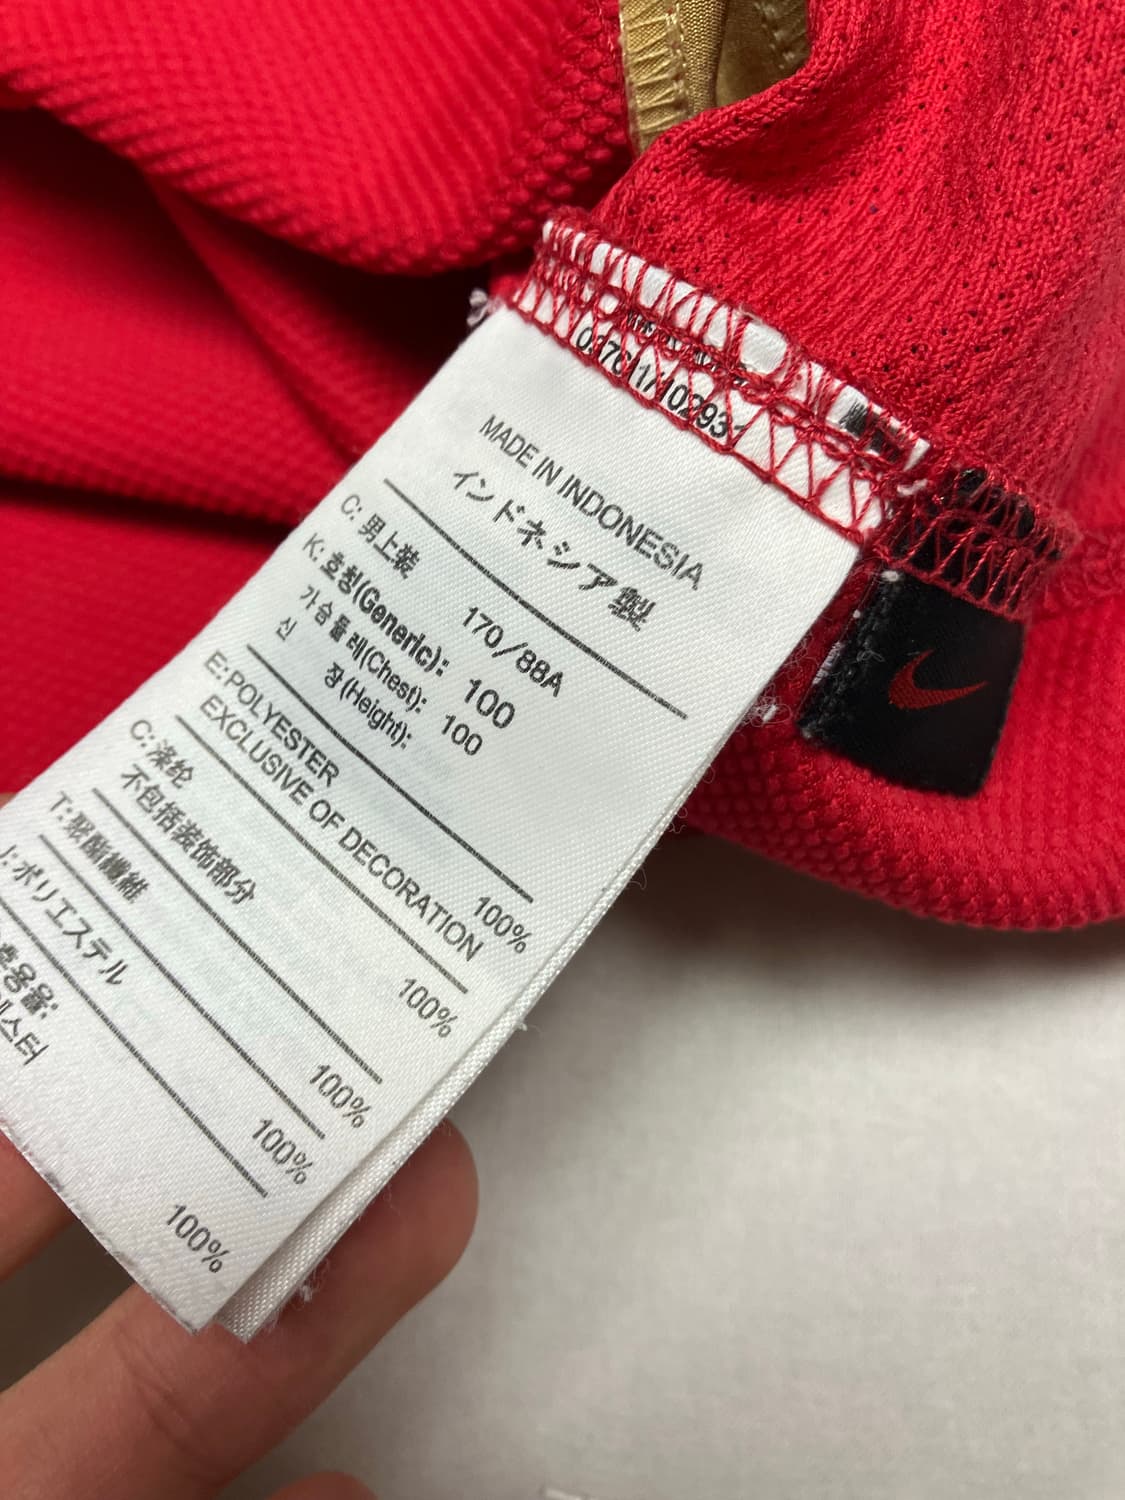 MADE IN INDONESIA
インドネシア製
C: 男上装 170/88A
K: 호칭(Generic): 100
가슴둘레(Chest): 100
신 장(Height):
E: POLYESTER 100%
EXCLUSIVE OF DECORATION
C: 涤纶 100%
不包括装饰部分
T: 聚酯纖維 100%
J: ポリエステル 100%
100%